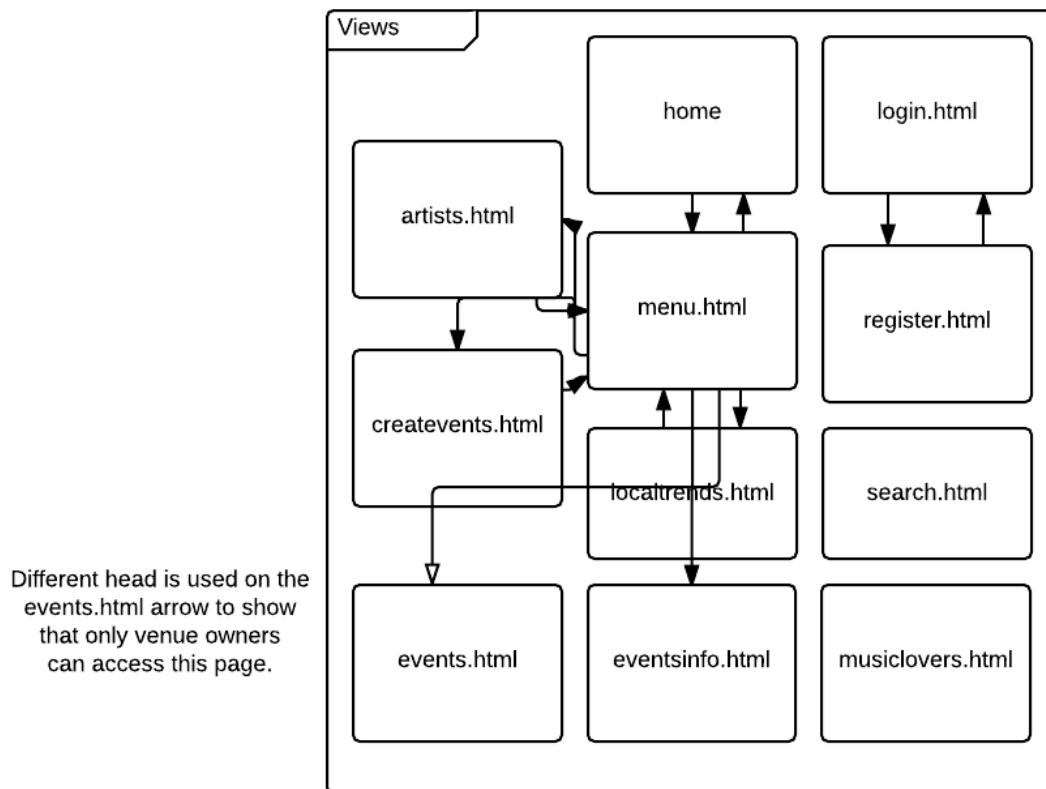 Views
home
login.html
artists.html
menu.html
register.html
createvents.html
localtrends.html
search.html
Different head is used on the
events.html arrow to show
that only venue owners
can access this page.
events.html
eventsinfo.html
musiclovers.html